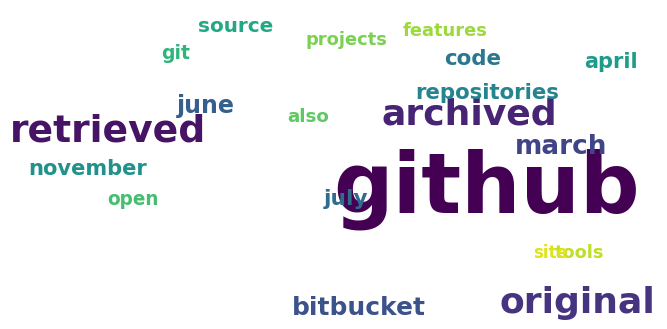 source
features
projects
git
code
april
repositories
june
archived
also
retrieved
march
november
github
open
july
site
tools
original
bitbucket